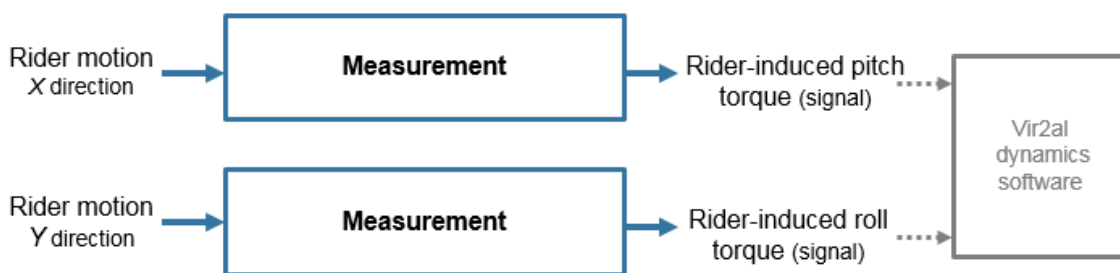 Rider motion
X direction
Measurement
Rider-induced pitch
torque (signal)
Vir2al
dynamics
software
Rider motion
Y direction
Measurement
Rider-induced roll
torque (signal)